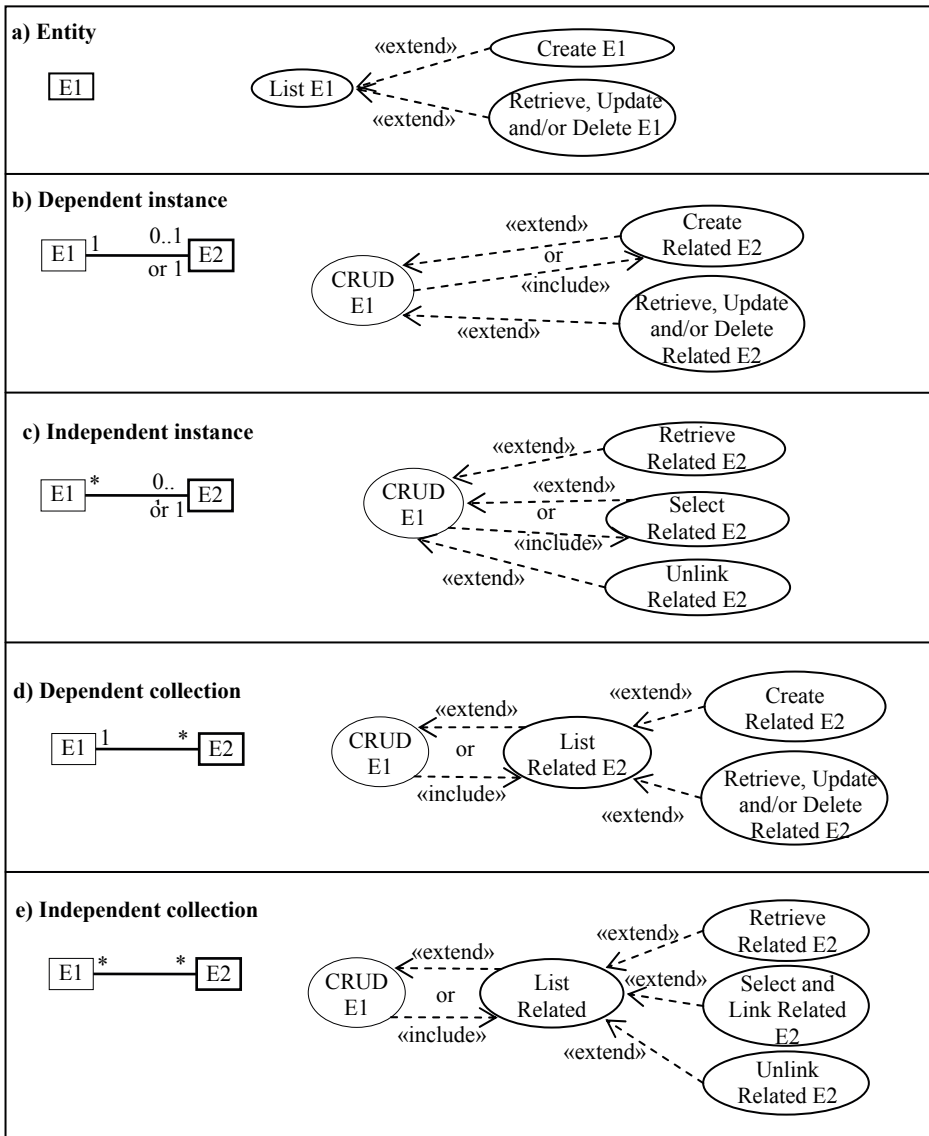 a) Entity
E1
List E1
«extend»
Create E1
«extend»
Retrieve, Update
and/or Delete E1
b) Dependent instance
E1
1
0..1
or 1
E2
CRUD
E1
«extend»
or
«include»
«extend»
Create
Related E2
Retrieve, Update
and/or Delete
Related E2
c) Independent instance
E1
*
0..
or 1
E2
CRUD
E1
«extend»
«extend»
or
«include»
«extend»
Retrieve
Related E2
Select
Related E2
Unlink
Related E2
d) Dependent collection
E1
1
*
E2
CRUD
E1
«extend»
or
«include»
List
Related E2
«extend»
«extend»
Create
Related E2
Retrieve, Update
and/or Delete
Related E2
e) Independent collection
E1
*
*
E2
CRUD
E1
«extend»
or
«include»
List
Related
«extend»
«extend»
«extend»
Retrieve
Related E2
Select and
Link Related
E2
Unlink
Related E2